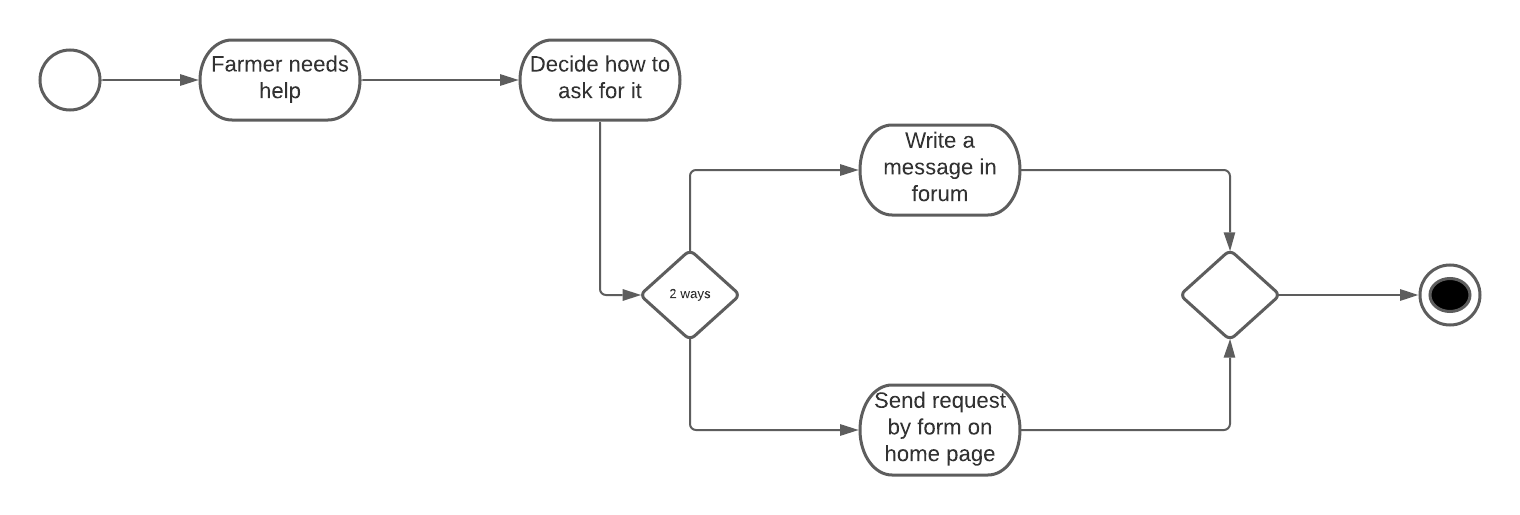 Farmer needs
help
Decide how to
ask for it
Write a
message in
forum
2 ways
Send request
by form on
home page